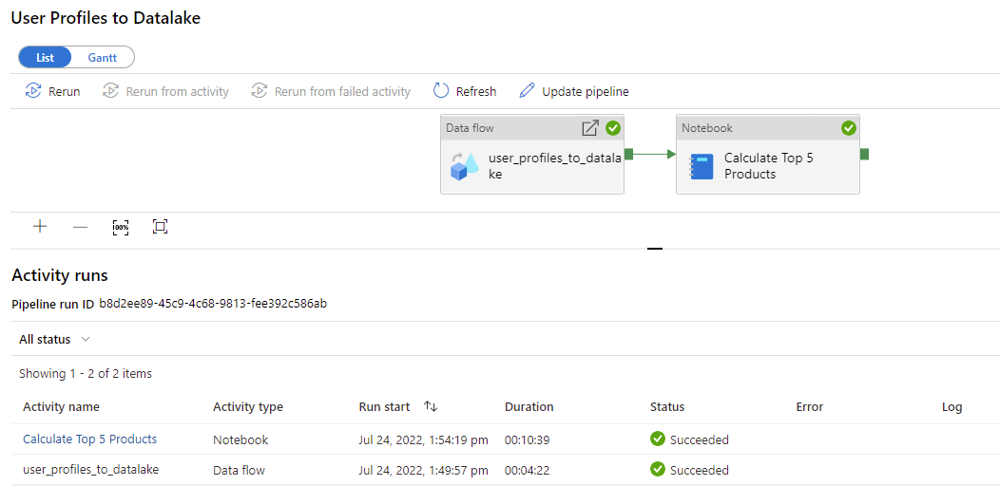 User Profiles to Datalake
List Gantt
Rerun Rerun from activity Rerun from failed activity Refresh Update pipeline
Data flow
user_profiles_to_datala
ke
Notebook
Calculate Top 5
Products
100%
Activity runs
Pipeline run ID b8d2ee89-45c9-4c68-9813-fee392c586ab
All status
Showing 1 - 2 of 2 items
Activity name Activity type Run start Duration Status Error Log
Calculate Top 5 Products Notebook Jul 24, 2022, 1:54:19 pm 00:10:39 Succeeded
user_profiles_to_datalake Data flow Jul 24, 2022, 1:49:57 pm 00:04:22 Succeeded